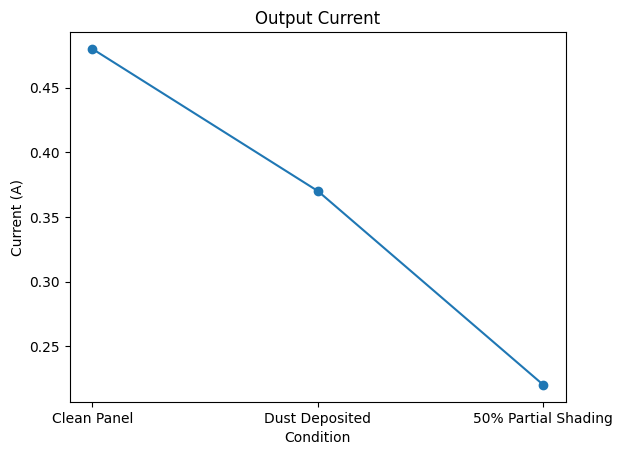 Output Current
Current (A)
0.45
0.40
0.35
0.30
0.25
Clean Panel
Dust Deposited
50% Partial Shading
Condition